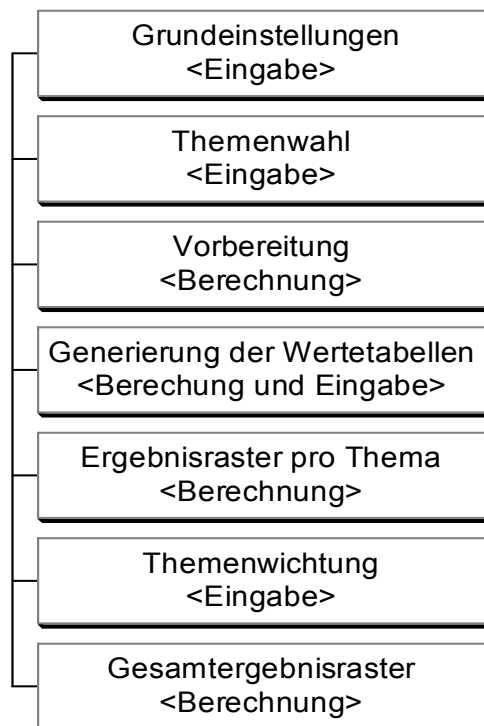 Grundeinstellungen
<Eingabe>
Themenwahl
<Eingabe>
Vorbereitung
<Berechnung>
Generierung der Wertetabellen
<Berechung und Eingabe>
Ergebnisraster pro Thema
<Berechnung>
Themenwichtung
<Eingabe>
Gesamtergebnisraster
<Berechnung>